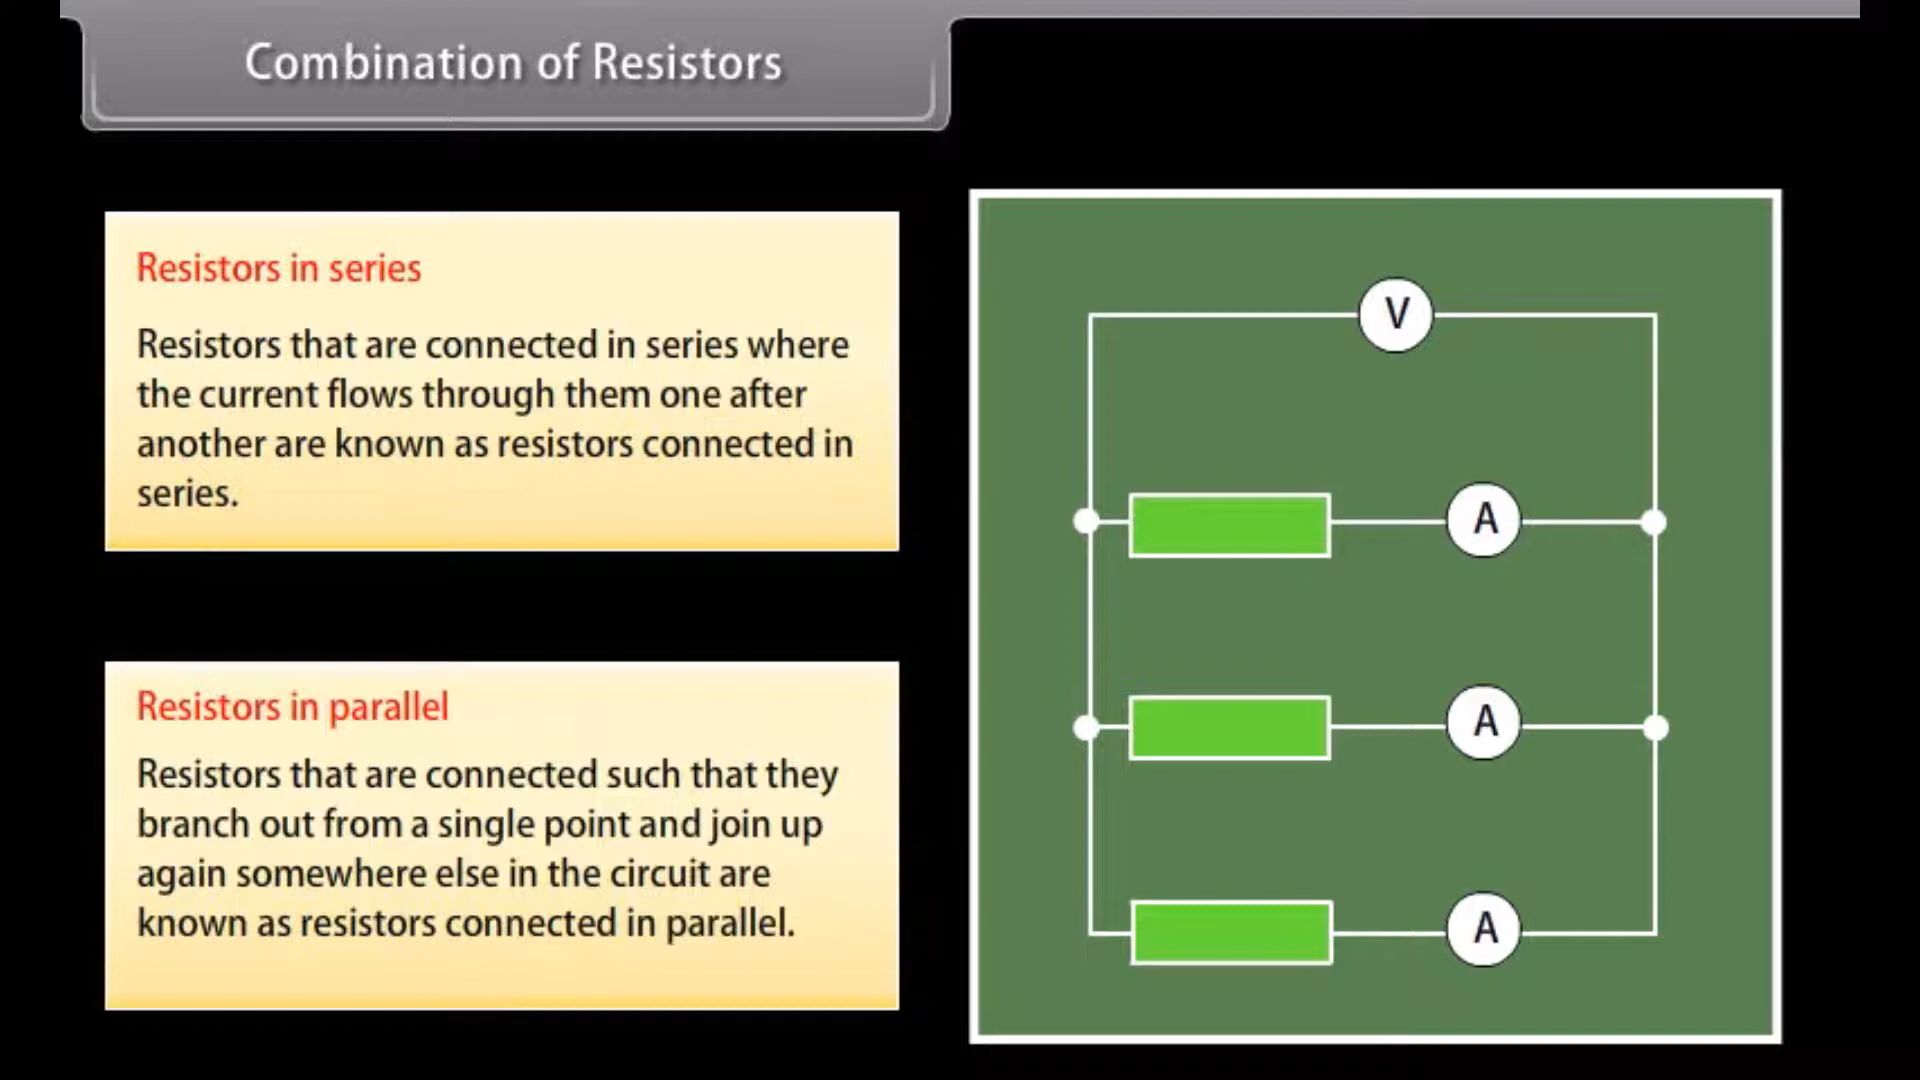 Combination of Resistors
Resistors in series
Resistors that are connected in series where
the current flows through them one after
another are known as resistors connected in
series.
Resistors in parallel
Resistors that are connected such that they
branch out from a single point and join up
again somewhere else in the circuit are
known as resistors connected in parallel.
V
A
A
A